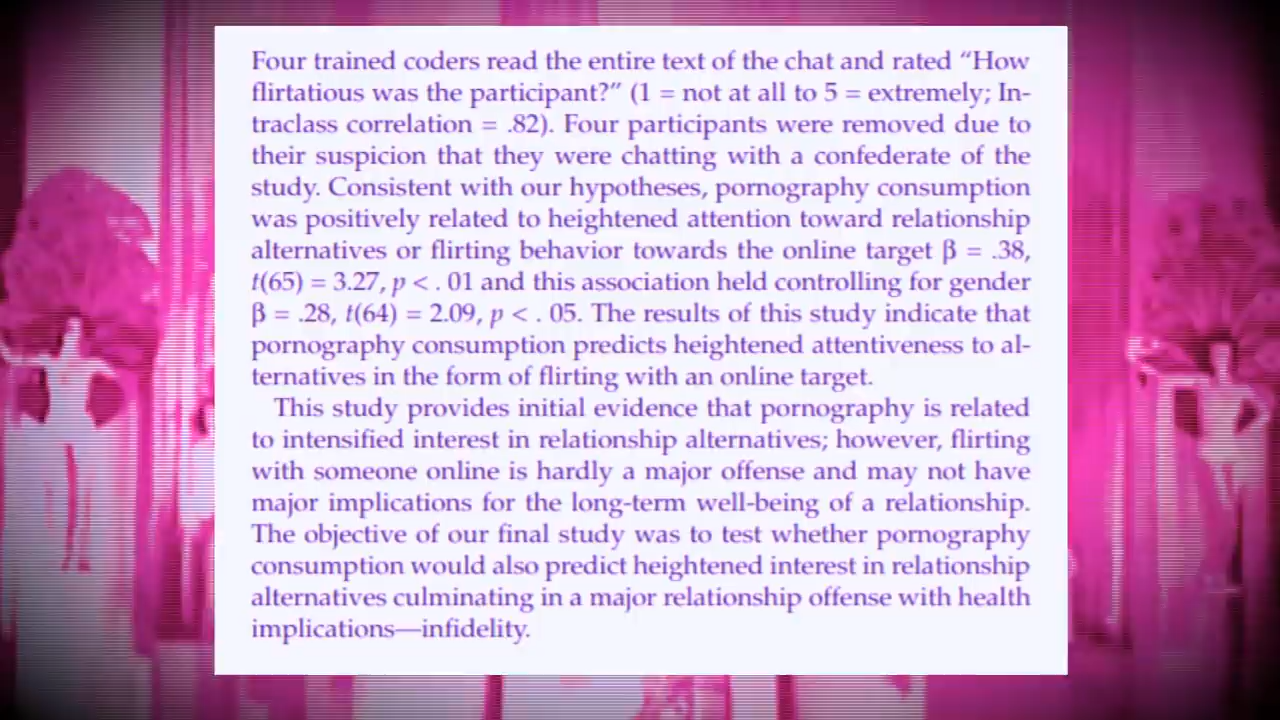 Four trained coders read the entire text of the chat and rated “How
flirtatious was the participant?” (1 = not at all to 5 = extremely; In-
traclass correlation = .82). Four participants were removed due to
their suspicion that they were chatting with a confederate of the
study. Consistent with our hypotheses, pornography consumption
was positively related to heightened attention toward relationship
alternatives or flirting behavior towards the online target β = .38,
t(65) = 3.27, p < . 01 and this association held controlling for gender
β = .28, t(64) = 2.09, p < . 05. The results of this study indicate that
pornography consumption predicts heightened attentiveness to al-
ternatives in the form of flirting with an online target.
This study provides initial evidence that pornography is related
to intensified interest in relationship alternatives; however, flirting
with someone online is hardly a major offense and may not have
major implications for the long-term well-being of a relationship.
The objective of our final study was to test whether pornography
consumption would also predict heightened interest in relationship
alternatives culminating in a major relationship offense with health
implications—infidelity.